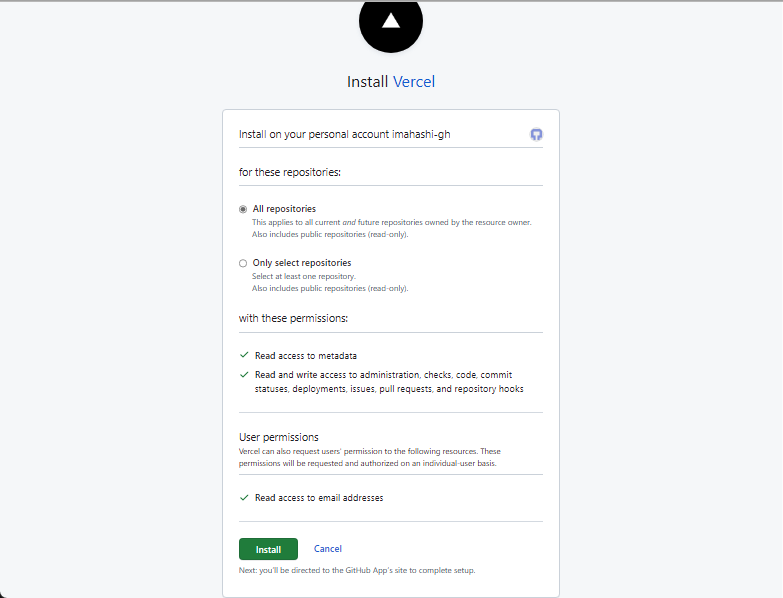 Install Vercel
Install on your personal account imahashi-gh
for these repositories:
All repositories
This applies to all current and future repositories owned by the resource owner.
Also includes public repositories (read-only).
Only select repositories
Select at least one repository.
Also includes public repositories (read-only).
with these permissions:
Read access to metadata
Read and write access to administration, checks, code, commit
statuses, deployments, issues, pull requests, and repository hooks
User permissions
Vercel can also request users' permission to the following resources. These
permissions will be requested and authorized on an individual-user basis.
Read access to email addresses
Install Cancel
Next: you'll be directed to the GitHub App's site to complete setup.